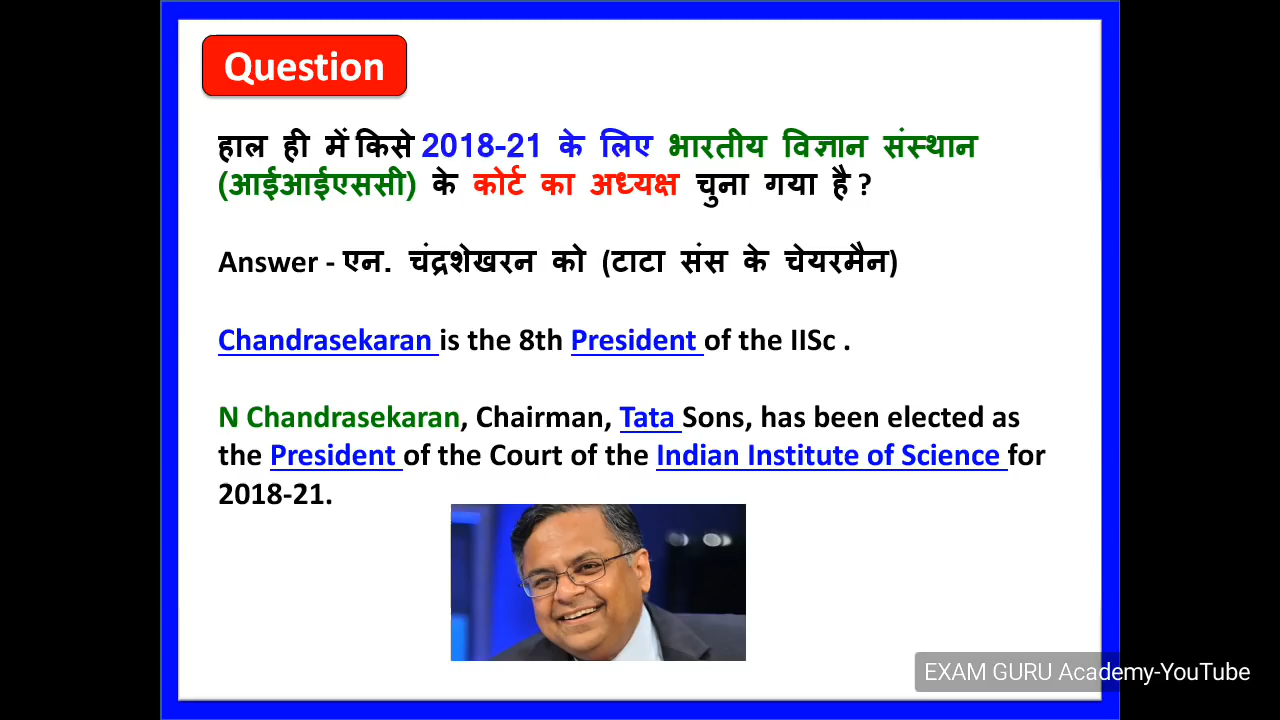 Question
हाल ही में किसे 2018-21 के लिए भारतीय विज्ञान संस्थान
(आईआईएससी) के कोर्ट का अध्यक्ष चुना गया है ?
Answer - एन. चंद्रशेखरन को (टाटा संस के चेयरमैन)
Chandrasekaran is the 8th President of the IISc .
N Chandrasekaran, Chairman, Tata Sons, has been elected as
the President of the Court of the Indian Institute of Science for
2018-21.
EXAM GURU Academy-YouTube